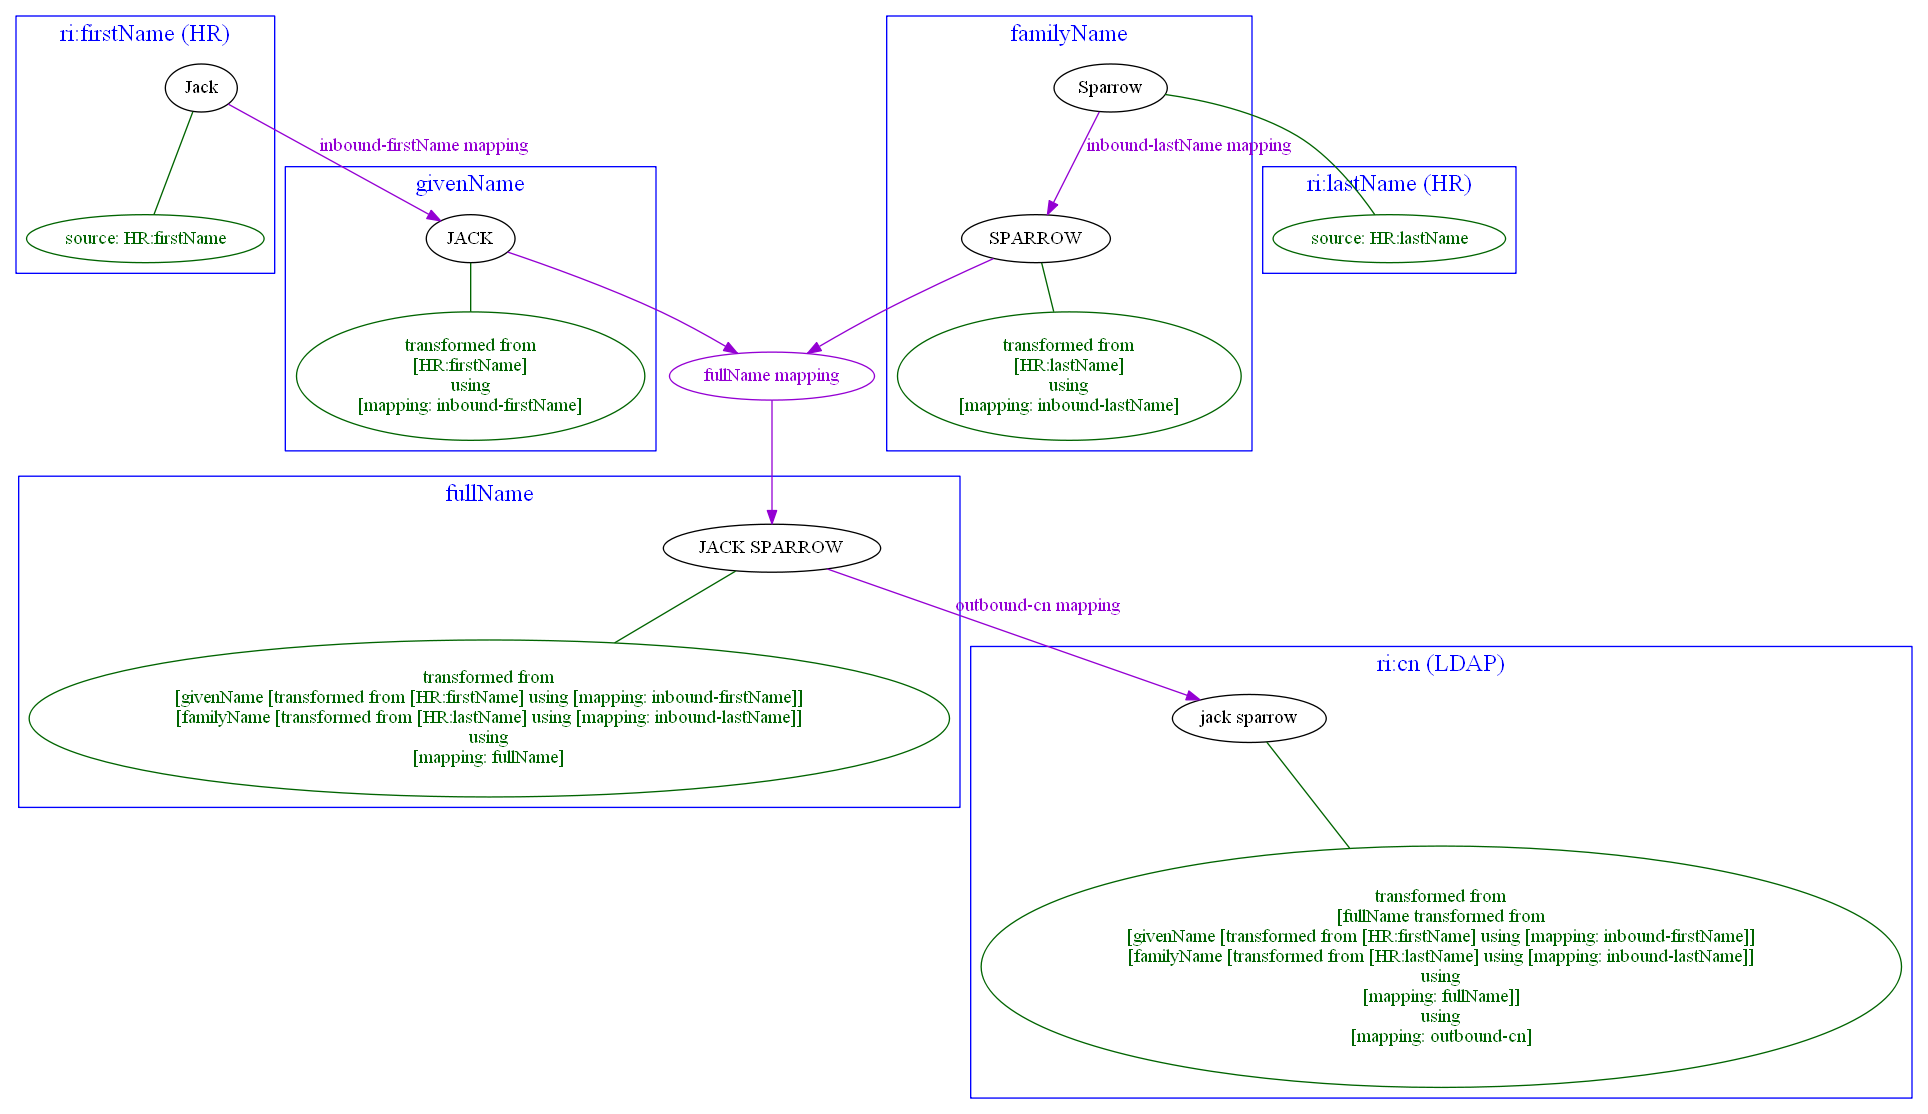 ri:firstName (HR)
Jack
source: HR:firstName
familyName
Sparrow
inbound-firstName mapping
inbound-lastName mapping
givenName
JACK
transformed from
[HR:firstName]
using
[mapping: inbound-firstName]
SPARROW
transformed from
[HR:lastName]
using
[mapping: inbound-lastName]
ri:lastName (HR)
source: HR:lastName
fullName mapping
fullName
JACK SPARROW
transformed from
[givenName [transformed from [HR:firstName] using [mapping: inbound-firstName]]
[familyName [transformed from [HR:lastName] using [mapping: inbound-lastName]]
using
[mapping: fullName]
outbound-cn mapping
ri:cn (LDAP)
jack sparrow
transformed from
[fullName transformed from
[givenName [transformed from [HR:firstName] using [mapping: inbound-firstName]]
[familyName [transformed from [HR:lastName] using [mapping: inbound-lastName]]
using
[mapping: fullName]]
using
[mapping: outbound-cn]